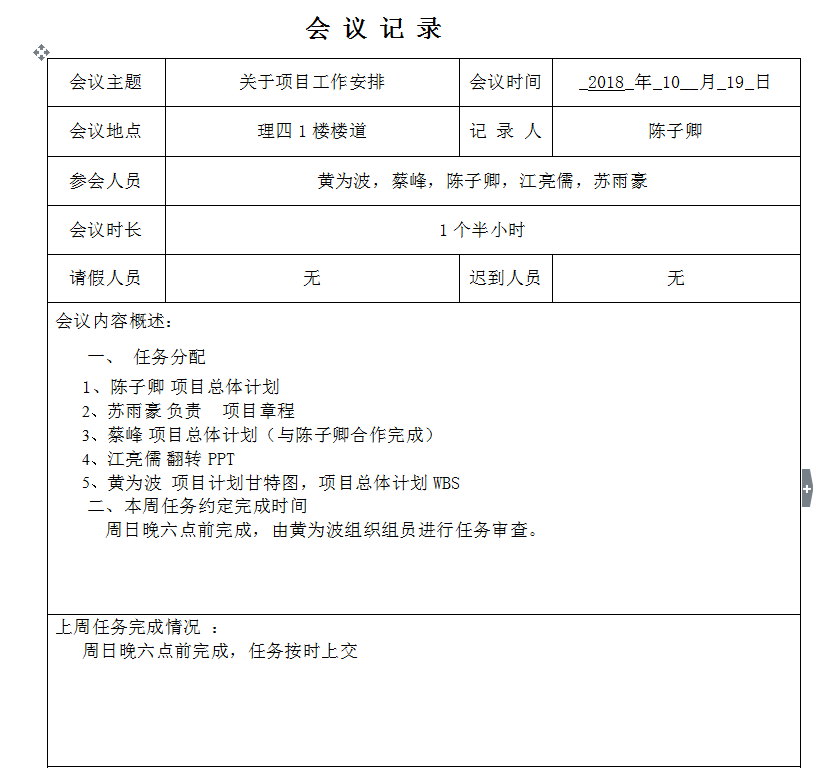 会 议 记 录
会议主题 关于项目工作安排 会议时间 _2018_年_10__月_19_日
会议地点 理四1楼楼道 记 录 人 陈子卿
参会人员 黄为波，蔡峰，陈子卿，江亮儒，苏雨豪
会议时长 1个半小时
请假人员 无 迟到人员 无
会议内容概述：
一、 任务分配
1、陈子卿 项目总体计划
2、苏雨豪 负责 项目章程
3、蔡峰 项目总体计划（与陈子卿合作完成）
4、江亮儒 翻转 PPT
5、黄为波 项目计划甘特图，项目总体计划 WBS
二、本周任务约定完成时间
周日晚六点前完成，由黄为波组织组员进行任务审查。
上周任务完成情况 ：
周日晚六点前完成，任务按时上交